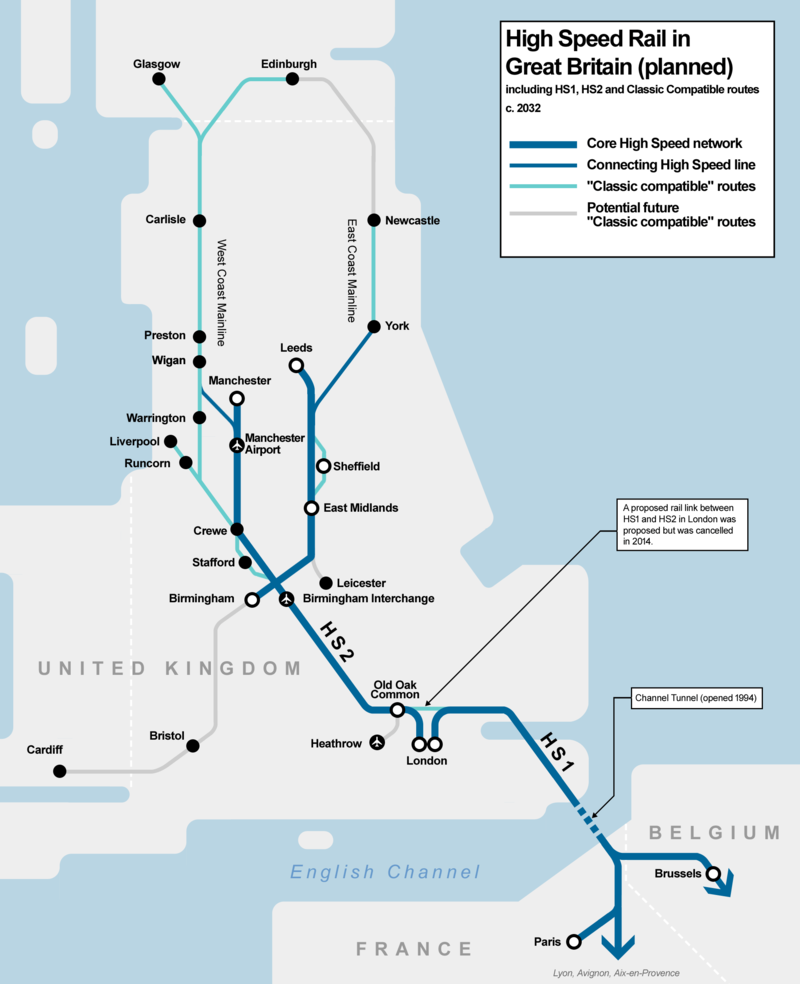 High Speed Rail in
Great Britain (planned)
including HS1, HS2 and Classic Compatible routes
c. 2032
Core High Speed network
Connecting High Speed line
"Classic compatible" routes
Potential future
"Classic compatible" routes
Glasgow
Edinburgh
Carlisle
Newcastle
West Coast Mainline
East Coast Mainline
York
Preston
Leeds
Wigan
Manchester
Warrington
Liverpool
Manchester
Airport
Runcorn
Sheffield
East Midlands
Crewe
A proposed rail link between
HS1 and HS2 in London was
proposed but was cancelled
in 2014.
Stafford
Leicester
Birmingham
Birmingham Interchange
HS2
UNITED KINGDOM
Old Oak
Common
Channel Tunnel (opened 1994)
Bristol
Heathrow
Cardiff
London
HS1
BELGIUM
English Channel
Brussels
Paris
FRANCE
Lyon, Avignon, Aix-en-Provence